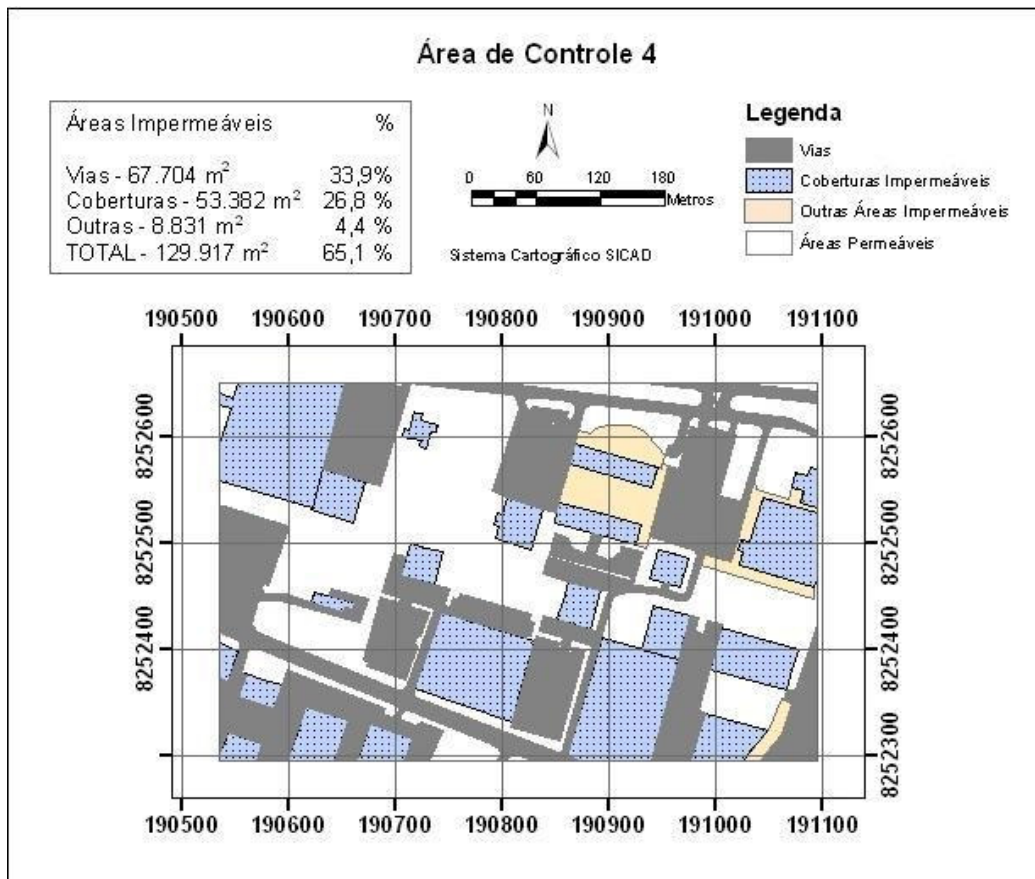 Área de Controle 4
Áreas Impermeáveis %
Vias - 67.704 m² 33,9%
Coberturas - 53.382 m² 26,8 %
Outras - 8.831 m² 4,4 %
TOTAL - 129.917 m² 65,1 %
N
0 60 120 180
Metros
Sistema Cartográfico SICAD
Legenda
Vias
Coberturas Impermeáveis
Outras Áreas Impermeáveis
Áreas Permeáveis
190500 190600 190700 190800 190900 191000 191100
8252600 8252600
8252500 8252500
8252400 8252400
8252300
190500 190600 190700 190800 190900 191000 191100